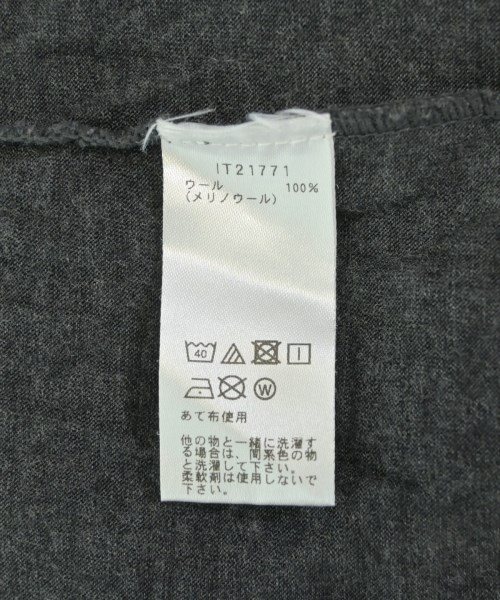 IT21771
ウール 100%
(メリノウール)
40
W
あて布使用
他の物と一緒に洗濯す
る場合は、同系色の物
と洗濯して下さい。
柔軟剤は使用しないで
下さい。